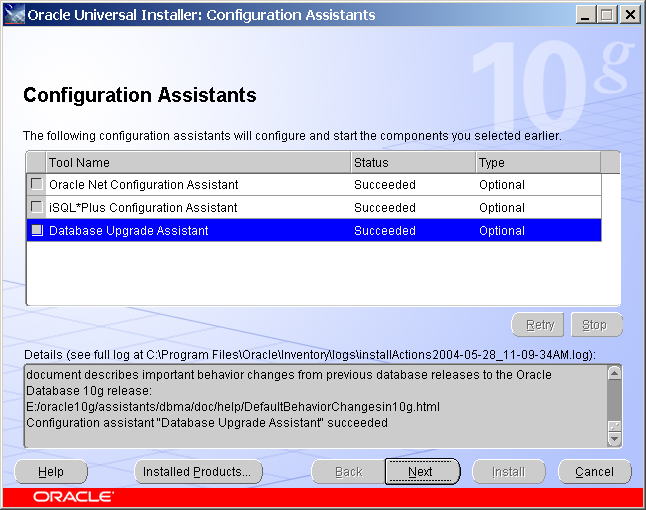 Oracle Universal Installer: Configuration Assistants
10g
Configuration Assistants
The following configuration assistants will configure and start the components you selected earlier.
Tool Name Status Type
Oracle Net Configuration Assistant Succeeded Optional
iSQL*Plus Configuration Assistant Succeeded Optional
Database Upgrade Assistant Succeeded Optional
Retry Stop
Details (see full log at C:\Program Files\Oracle\Inventory\logs\installActions2004-05-28_11-09-34AM.log):
document describes important behavior changes from previous database releases to the Oracle
Database 10g release:
E:/oracle10g/assistants/dbma/doc/help/DefaultBehaviorChangesin10g.html
Configuration assistant "Database Upgrade Assistant" succeeded
Help Installed Products... Back Next Install Cancel
ORACLE